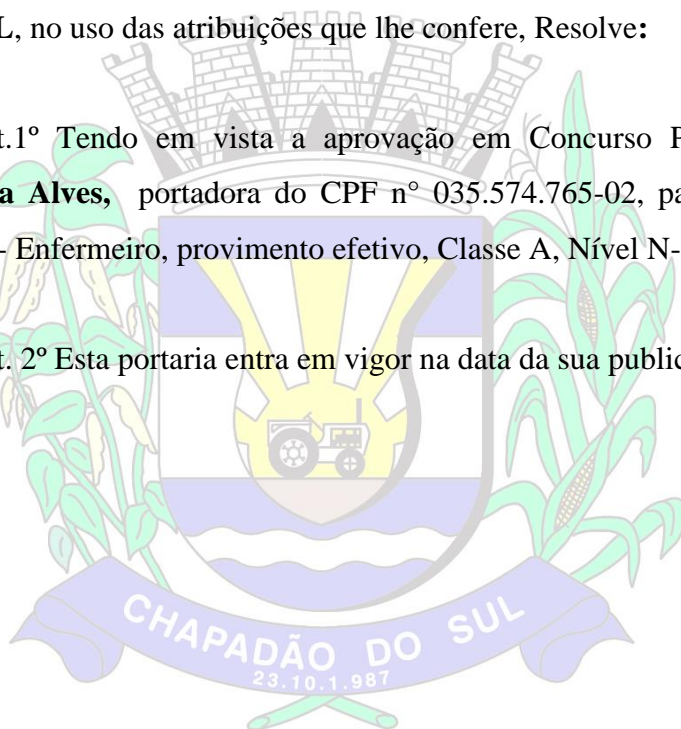 L, no uso das atribuições que lhe confere, Resolve:
t.1º Tendo em vista a aprovação em Concurso P
a Alves, portadora do CPF n° 035.574.765-02, pa
- Enfermeiro, provimento efetivo, Classe A, Nível N-
t. 2º Esta portaria entra em vigor na data da sua public
CHAPADÃO DO SUL
23.10.1.987